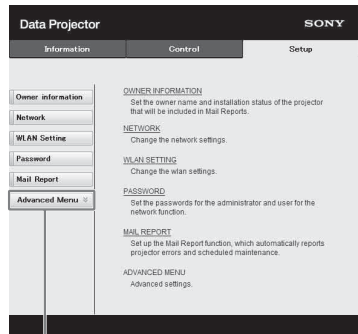 Data Projector
SONY
Information
Control
Setup
Owner information
Network
WLAN Setting
Password
Mail Report
Advanced Menu
OWNER INFORMATION
Set the owner name and installation status of the projector
that will be included in Mail Reports.
NETWORK
Change the network settings.
WLAN SETTING
Change the wlan settings.
PASSWORD
Set the passwords for the administrator and user for the
network function.
MAIL REPORT
Set up the Mail Report function, which automatically reports
projector errors and scheduled maintenance.
ADVANCED MENU
Advanced settings.